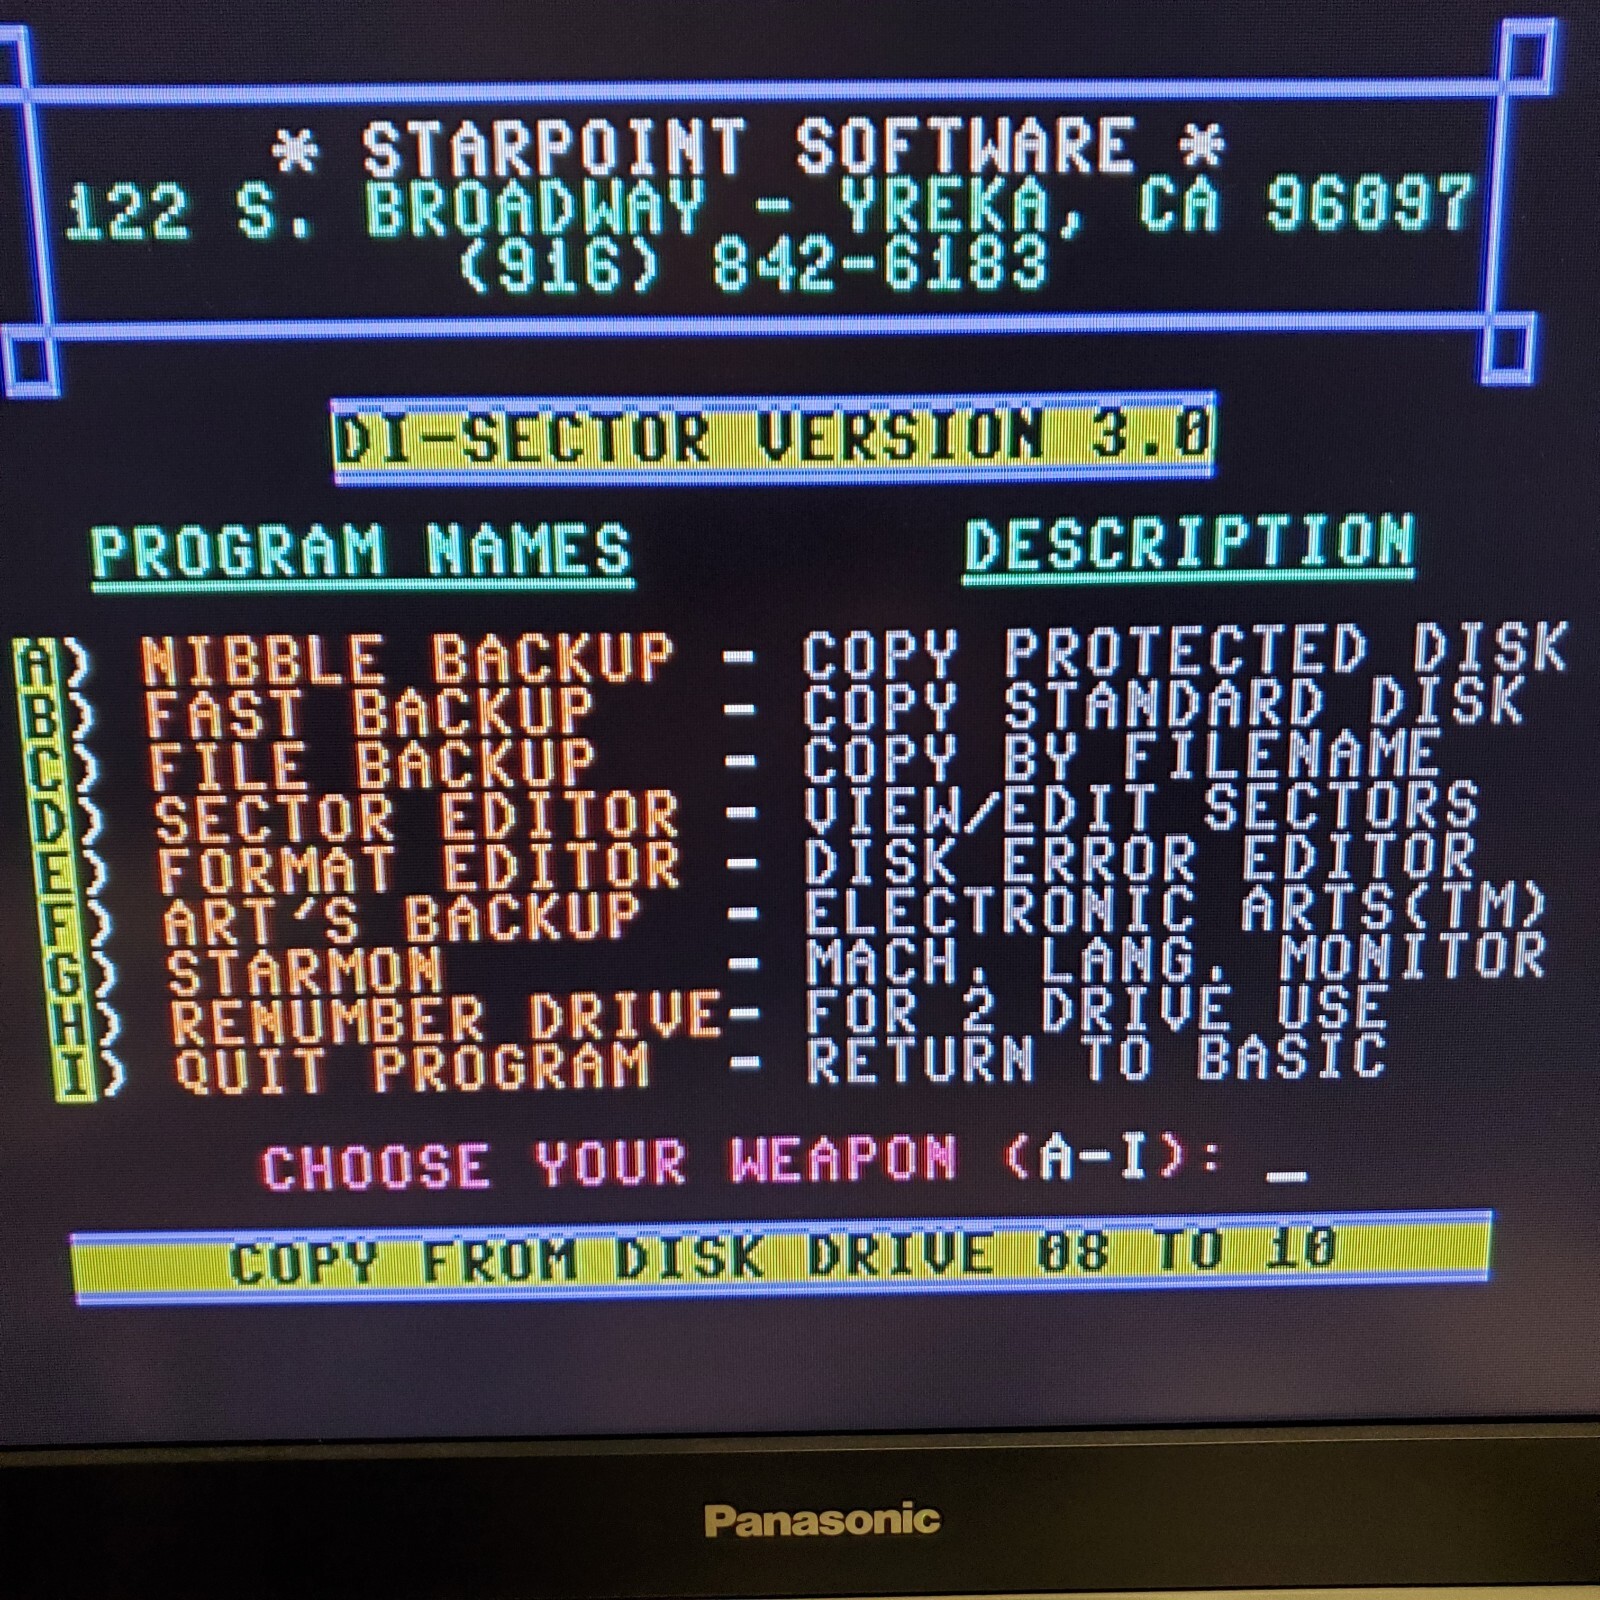 * STARPOINT SOFTWARE *
122 S. BROADWAY - YREKA, CA 96097
(916) 842-6183
DI-SECTOR VERSION 3.0
PROGRAM NAMES DESCRIPTION
A) NIBBLE BACKUP - COPY PROTECTED DISK
B) FAST BACKUP - COPY STANDARD DISK
C) FILE BACKUP - COPY BY FILENAME
D) SECTOR EDITOR - VIEW/EDIT SECTORS
E) FORMAT EDITOR - DISK ERROR EDITOR
F) ART'S BACKUP - ELECTRONIC ARTS(TM)
G) STARMON - MACH. LANG. MONITOR
H) RENUMBER DRIVE- FOR 2 DRIVE USE
I) QUIT PROGRAM - RETURN TO BASIC
CHOOSE YOUR WEAPON (A-I): _
COPY FROM DISK DRIVE 08 TO 10
Panasonic